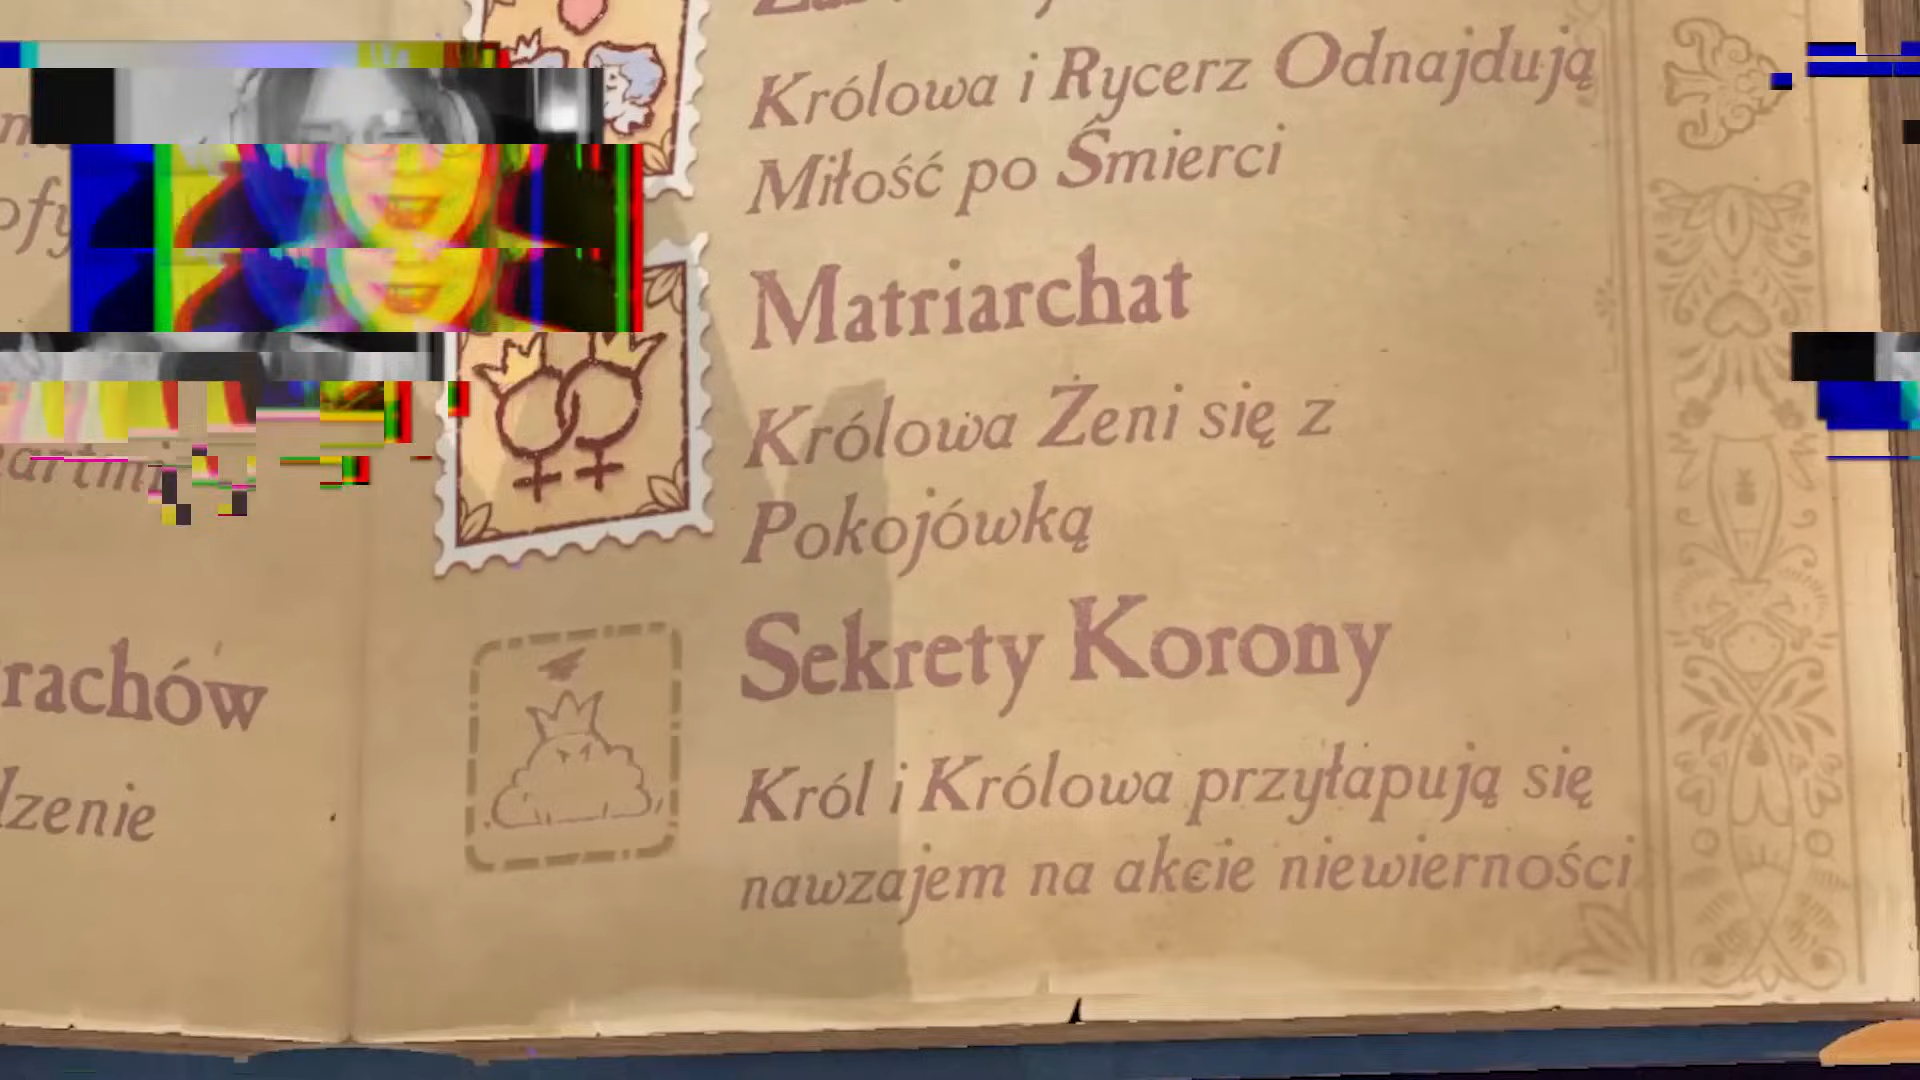 Królowa i Rycerz Odnajdują
Miłość po Śmierci
Matriarchat
Królowa Żeni się z
Pokojówką
Sekrety Korony
Król i Królowa przyłapują się
nawzajem na akcie niewierności
rachów
dzenie